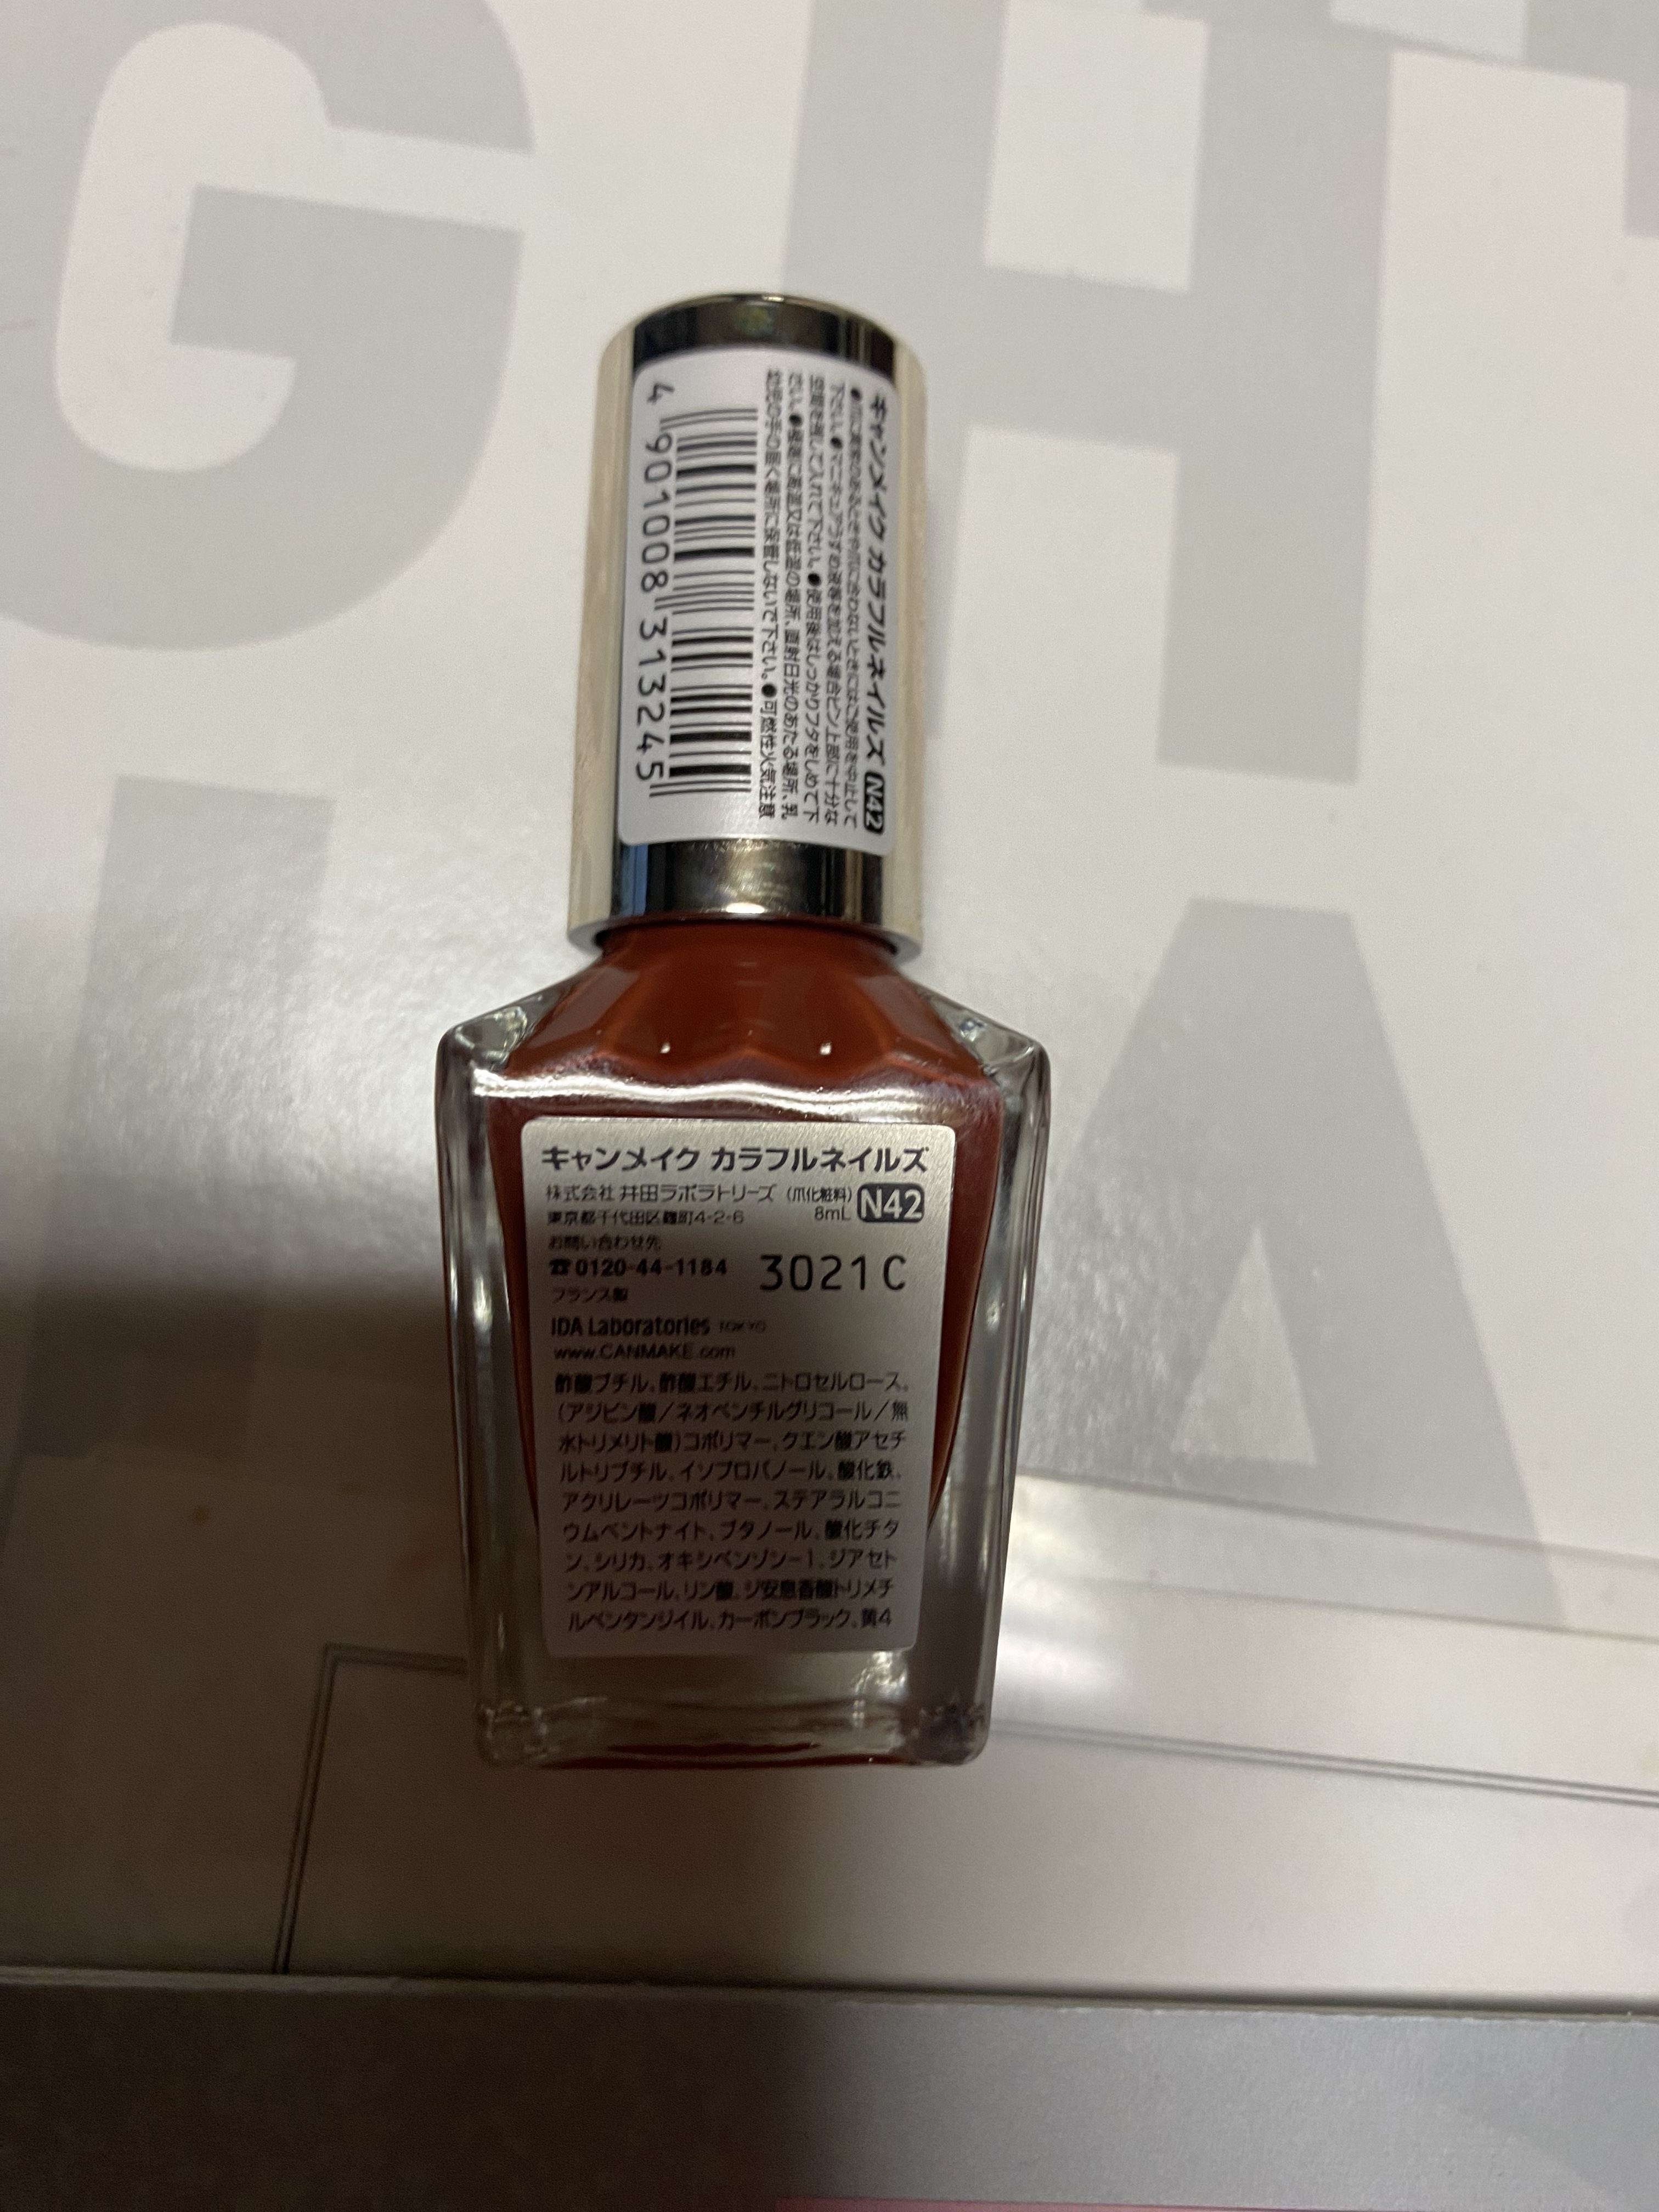 G H
A
キャンメイク カラフルネイルズ N42
●爪に異常のあるときや爪に合わないときにはご使用を中止して
下さい。●マニキュアうすめ液等を加える場合ビン上部に十分な
空間を残して入れて下さい。●使用後はしっかりフタをしめて下
さい。●極端に高温又は低温の場所、直射日光のあたる場所、乳
幼児の手の届く場所に保管しないで下さい。●可燃性火気注意
4 901008 313245
キャンメイク カラフルネイルズ
株式会社 井田ラボラトリーズ (爪化粧料) N42
東京都千代田区麹町4-2-6 8mL
お問い合わせ先
☎0120-44-1184 3021C
フランス製
IDA Laboratories TOKYO
www.CANMAKE.com
酢酸ブチル、酢酸エチル、ニトロセルロース、
(アジピン酸/ネオペンチルグリコール/無
水トリメリト酸)コポリマー、クエン酸アセチ
ルトリブチル、イソプロパノール、酸化鉄、
アクリレーツコポリマー、ステアラルコニ
ウムベントナイト、ブタノール、酸化チタ
ン、シリカ、オキシベンゾン-1、ジアセト
ンアルコール、リン酸、ジ安息香酸トリメチ
ルペンタンジイル、カーボンブラック、黄4